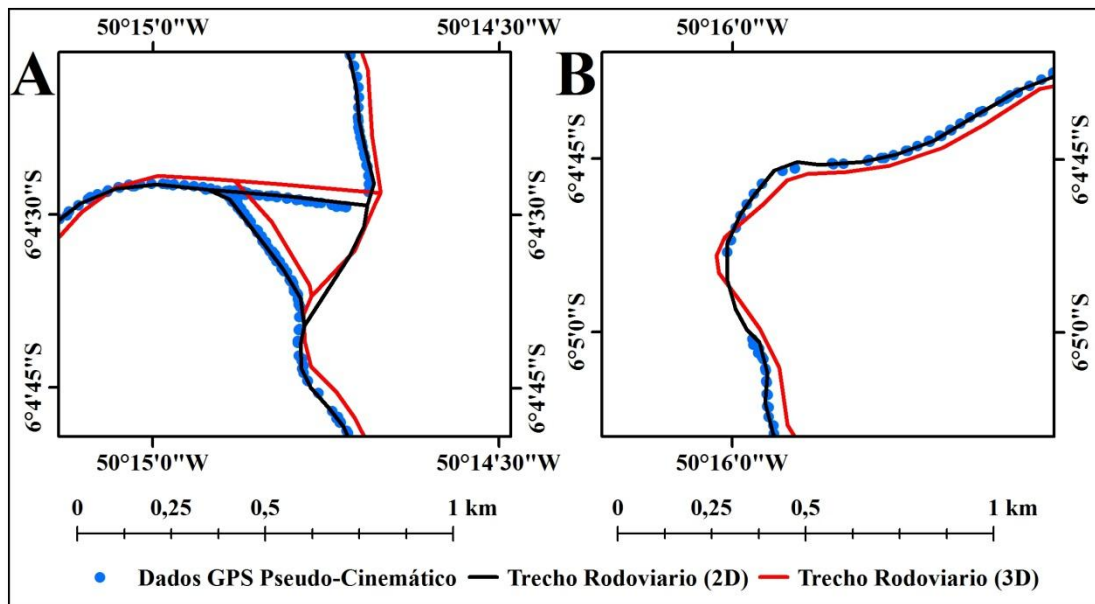 50°15'0"W 50°14'30"W 50°16'0"W
A B
6°4'30"S 6°4'30"S 6°4'45"S 6°4'45"S
6°4'45"S 6°4'45"S 6°5'0"S 6°5'0"S
50°15'0"W 50°14'30"W 50°16'0"W
0 0,25 0,5 1 km 0 0,25 0,5 1 km
Dados GPS Pseudo-Cinemático Trecho Rodoviario (2D) Trecho Rodoviario (3D)